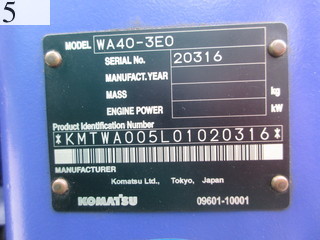 5
MODEL WA40-3E0
SERIAL No. 20316
MANUFACT.YEAR
MASS kg
ENGINE POWER kW
Product Identification Number
*KMTWA005L01020316*
MANUFACTURER
Komatsu Ltd., Tokyo, Japan
KOMATSU 09601-10001